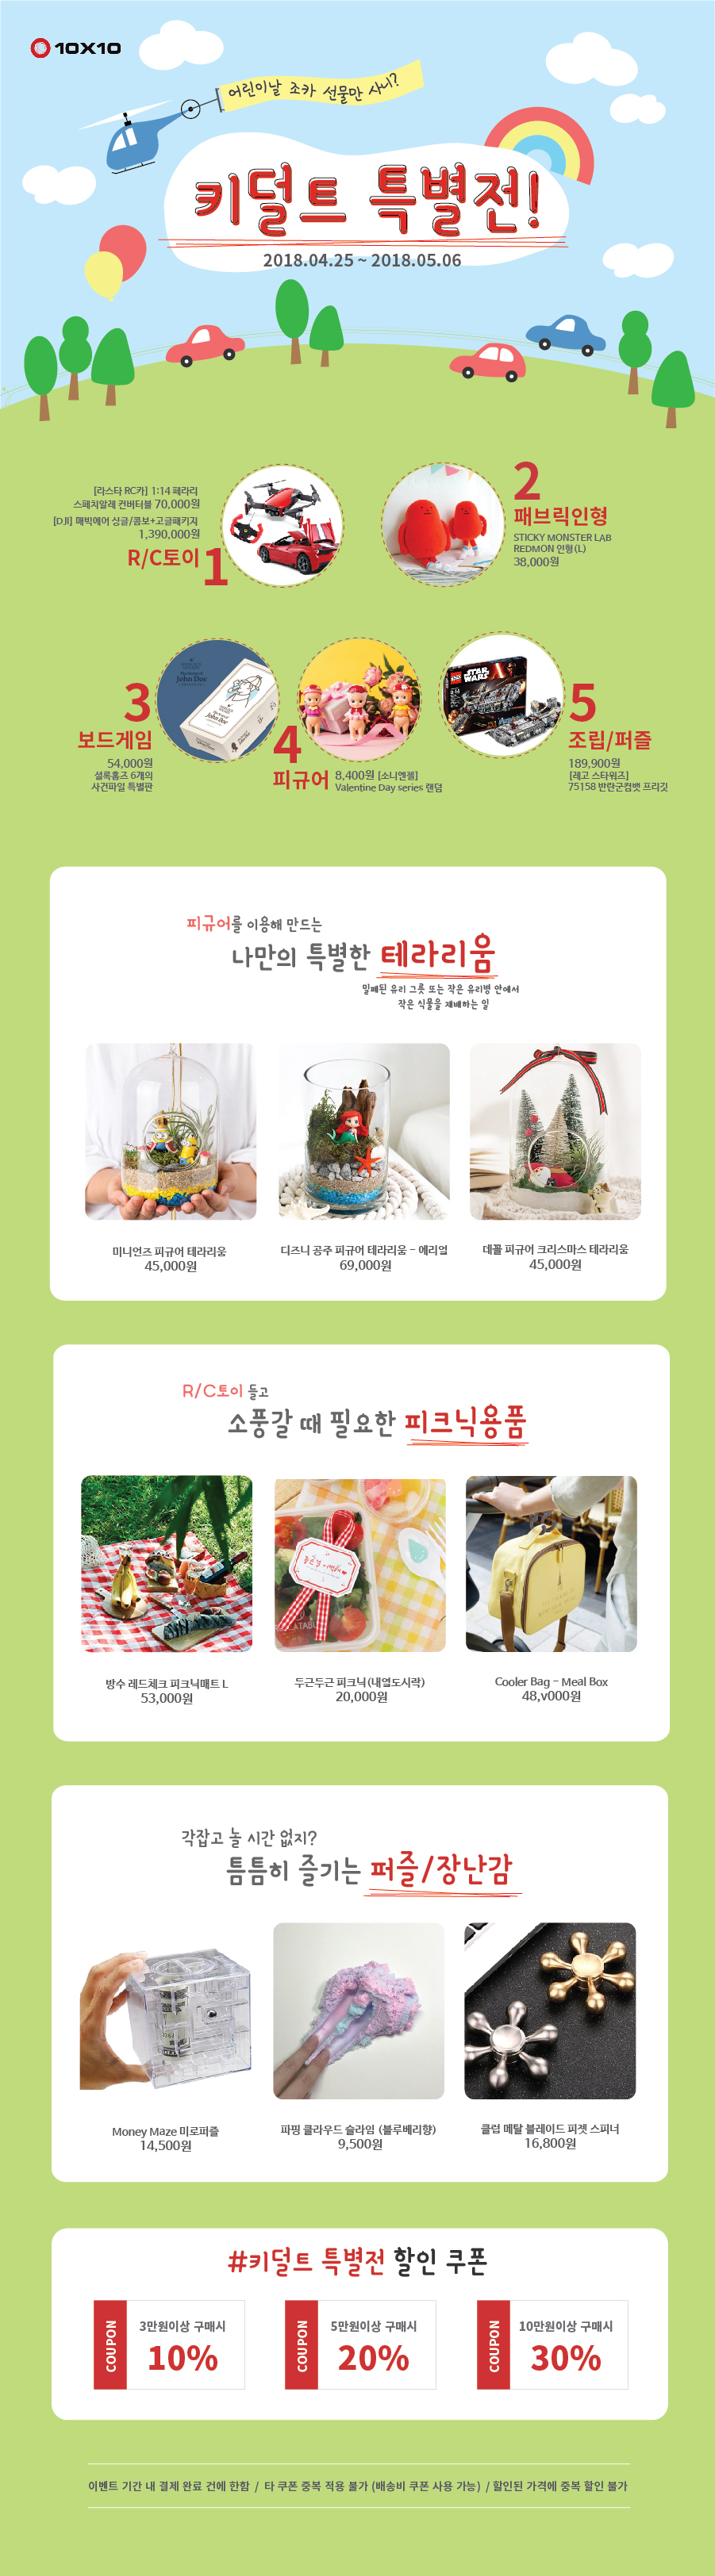 10X10
어린이날 조카 선물만 사니?
키덜트 특별전!
2018.04.25 ~ 2018.05.06
[라스타 RC카] 1:14 페라리
스페치알레 컨버터블 70,000원
[DJI] 매빅에어 싱글/콤보+고글패키지
1,390,000원
R/C토이 1
2
패브릭인형
STICKY MONSTER LAB
REDMON 인형(L)
38,000원
3
보드게임
54,000원
셜록홈즈 6개의
사건파일 특별판
John Doe
John Doe
4
피규어
8,400원 [소니엔젤]
Valentine Day series 랜덤
LEGO STAR WARS
5
조립/퍼즐
189,900원
[레고 스타워즈]
75158 반란군컴뱃 프리깃
피규어를 이용해 만드는
나만의 특별한 테라리움
밀폐된 유리 그릇 또는 작은 유리병 안에서
작은 식물을 재배하는 일
미니언즈 피규어 테라리움
45,000원
디즈니 공주 피규어 테라리움 - 에리얼
69,000원
데꼴 피규어 크리스마스 테라리움
45,000원
R/C토이 들고
소풍갈 때 필요한 피크닉용품
방수 레드체크 피크닉매트 L
53,000원
두근두근 피크닉(내열도시락)
20,000원
Cooler Bag - Meal Box
48,v000원
각잡고 놀 시간 없지?
틈틈히 즐기는 퍼즐/장난감
Money Maze 미로퍼즐
14,500원
파핑 클라우드 슬라임 (블루베리향)
9,500원
클럽 메탈 블레이드 피젯 스피너
16,800원
#키덜트 특별전 할인 쿠폰
COUPON
3만원이상 구매시
10%
COUPON
5만원이상 구매시
20%
COUPON
10만원이상 구매시
30%
이벤트 기간 내 결제 완료 건에 한함 / 타 쿠폰 중복 적용 불가 (배송비 쿠폰 사용 가능) / 할인된 가격에 중복 할인 불가